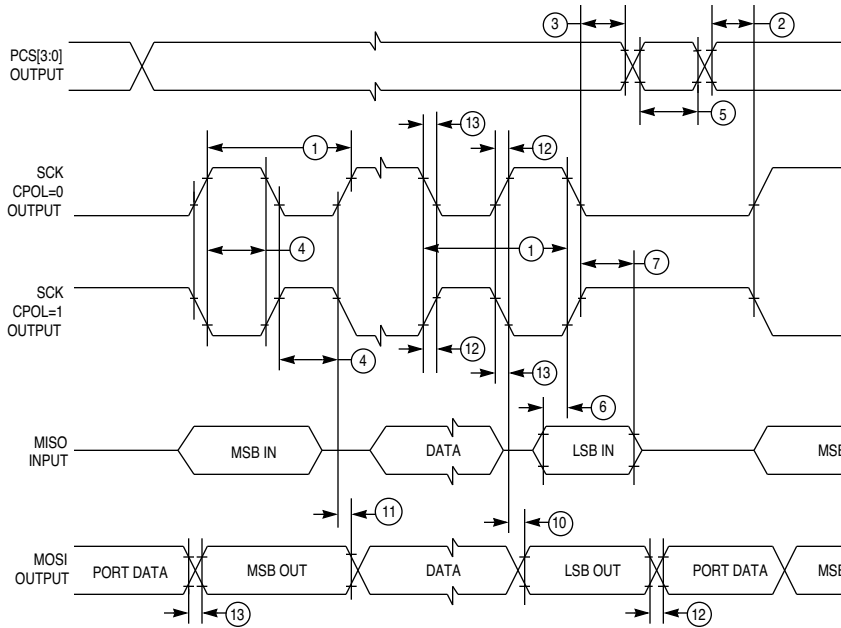 3
2
PCS[3:0]
OUTPUT
5
13
1
12
SCK
CPOL=0
OUTPUT
4
1
7
SCK
CPOL=1
OUTPUT
12
4
13
6
MISO
INPUT
MSB IN
DATA
LSB IN
MSB
11
10
MOSI
OUTPUT
PORT DATA
MSB OUT
DATA
LSB OUT
PORT DATA
MSB
13
12